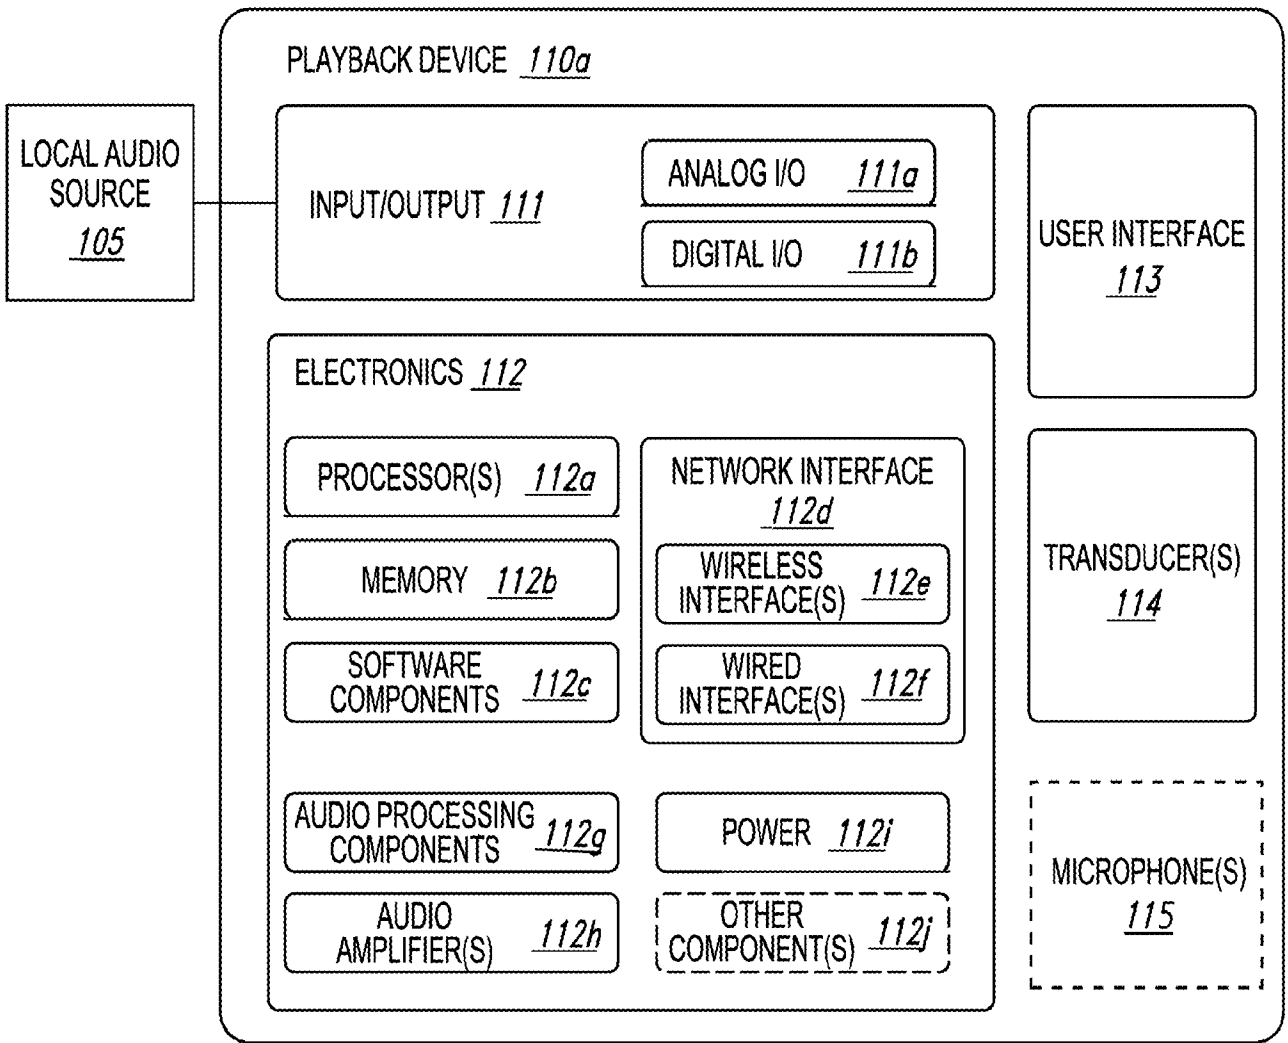 PLAYBACK DEVICE 110a
LOCAL AUDIO
SOURCE
105
INPUT/OUTPUT 111
ANALOG I/O 111a
DIGITAL I/O 111b
USER INTERFACE
113
ELECTRONICS 112
PROCESSOR(S) 112a
MEMORY 112b
SOFTWARE
COMPONENTS 112c
NETWORK INTERFACE
112d
WIRELESS
INTERFACE(S) 112e
WIRED
INTERFACE(S) 112f
TRANSDUCER(S)
114
AUDIO PROCESSING
COMPONENTS 112g
POWER 112i
AUDIO
AMPLIFIER(S) 112h
OTHER
COMPONENT(S) 112j
MICROPHONE(S)
115